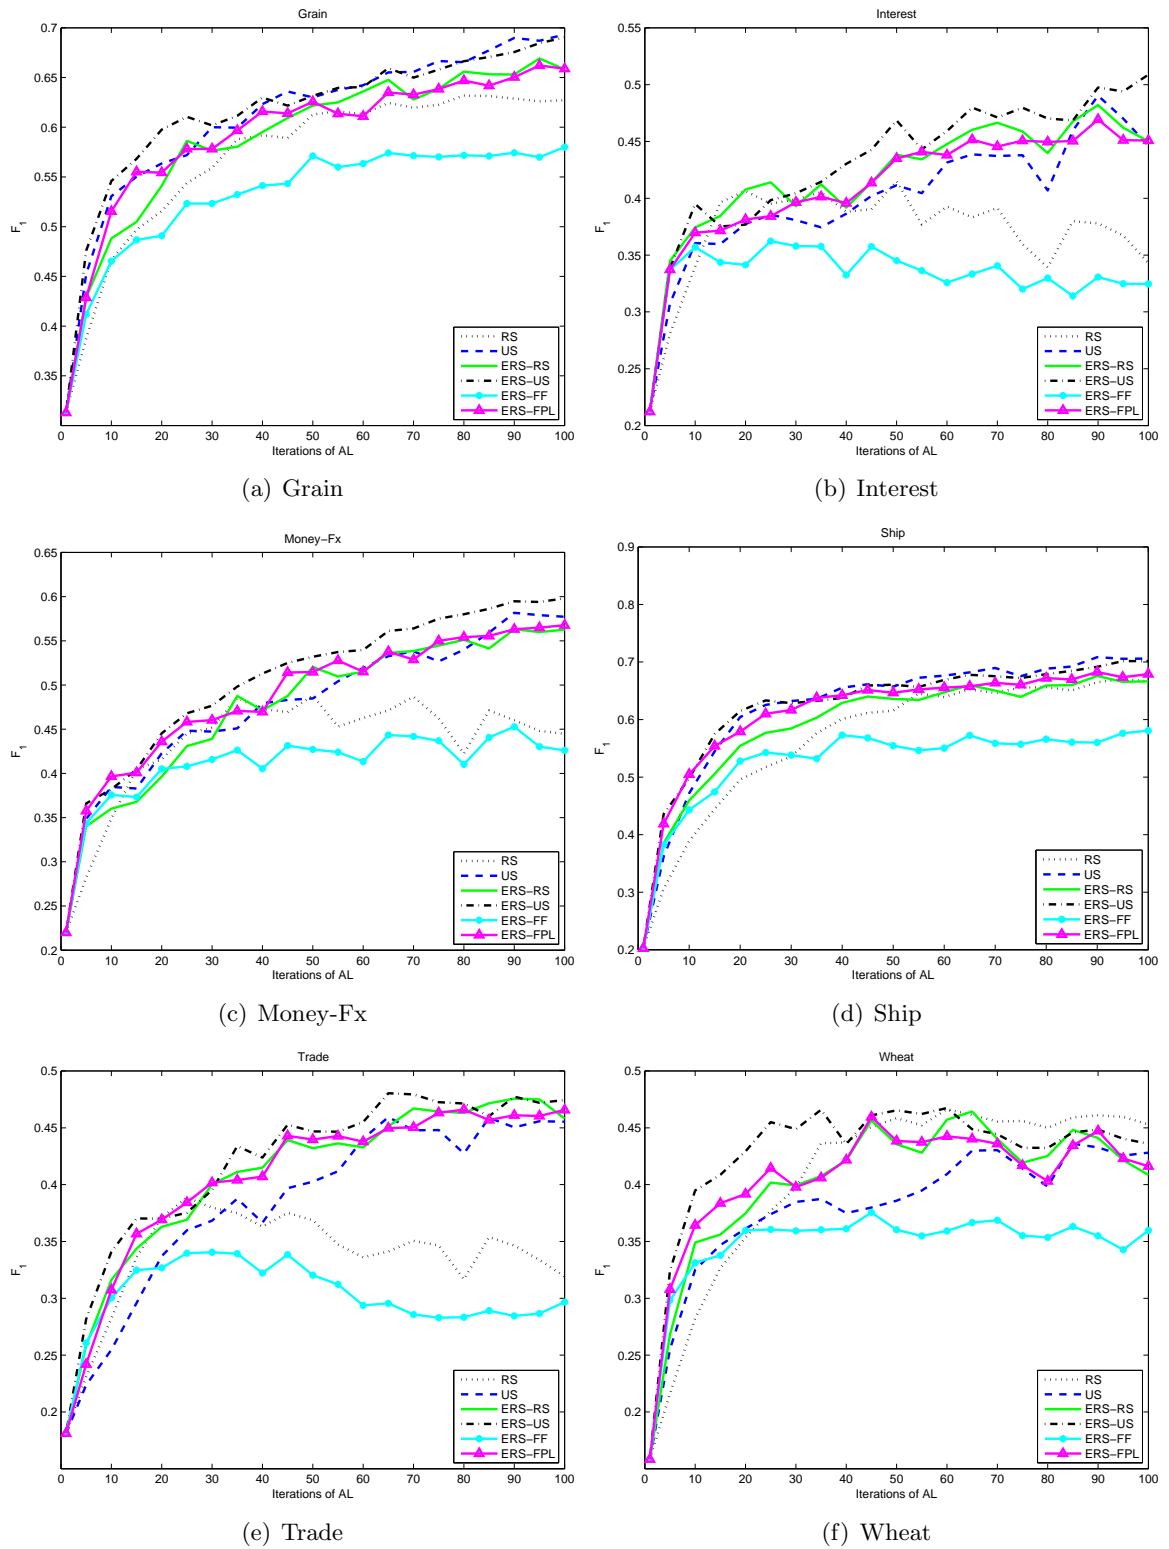 Grain
0.7
0.65
0.6
0.55
0.5
0.45
0.4
0.35
F1
0 10 20 30 40 50 60 70 80 90 100
Iterations of AL
RS
US
ERS−RS
ERS−US
ERS−FF
ERS−FPL
(a) Grain
Interest
0.55
0.5
0.45
0.4
0.35
0.3
0.25
0.2
F1
0 10 20 30 40 50 60 70 80 90 100
Iterations of AL
RS
US
ERS−RS
ERS−US
ERS−FF
ERS−FPL
(b) Interest
Money−Fx
0.65
0.6
0.55
0.5
0.45
0.4
0.35
0.3
0.25
0.2
F1
0 10 20 30 40 50 60 70 80 90 100
Iterations of AL
RS
US
ERS−RS
ERS−US
ERS−FF
ERS−FPL
(c) Money-Fx
Ship
0.9
0.8
0.7
0.6
0.5
0.4
0.3
0.2
F1
0 10 20 30 40 50 60 70 80 90 100
Iterations of AL
RS
US
ERS−RS
ERS−US
ERS−FF
ERS−FPL
(d) Ship
Trade
0.5
0.45
0.4
0.35
0.3
0.25
0.2
F1
0 10 20 30 40 50 60 70 80 90 100
Iterations of AL
RS
US
ERS−RS
ERS−US
ERS−FF
ERS−FPL
(e) Trade
Wheat
0.5
0.45
0.4
0.35
0.3
0.25
0.2
F1
0 10 20 30 40 50 60 70 80 90 100
Iterations of AL
RS
US
ERS−RS
ERS−US
ERS−FF
ERS−FPL
(f) Wheat